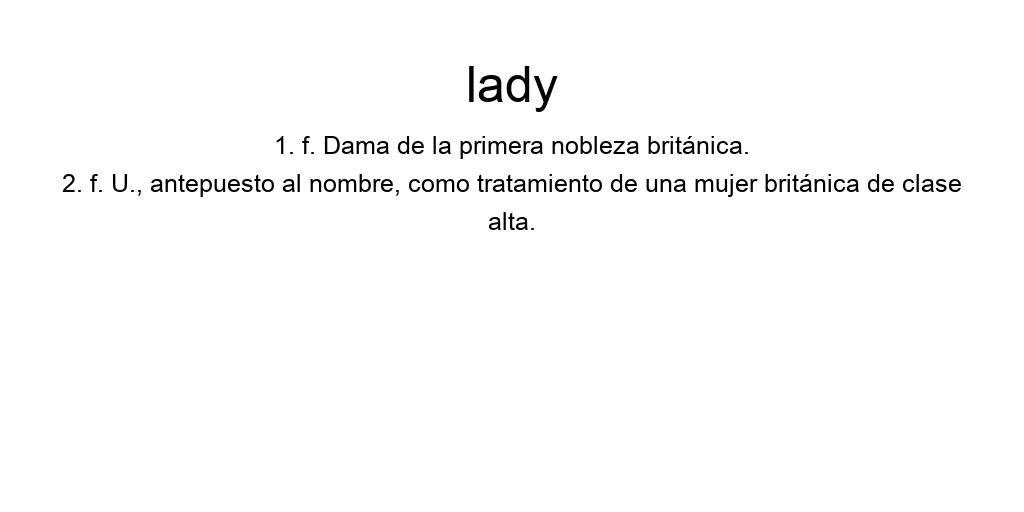 lady
1. f. Dama de la primera nobleza británica.
2. f. U., antepuesto al nombre, como tratamiento de una mujer británica de clase
alta.